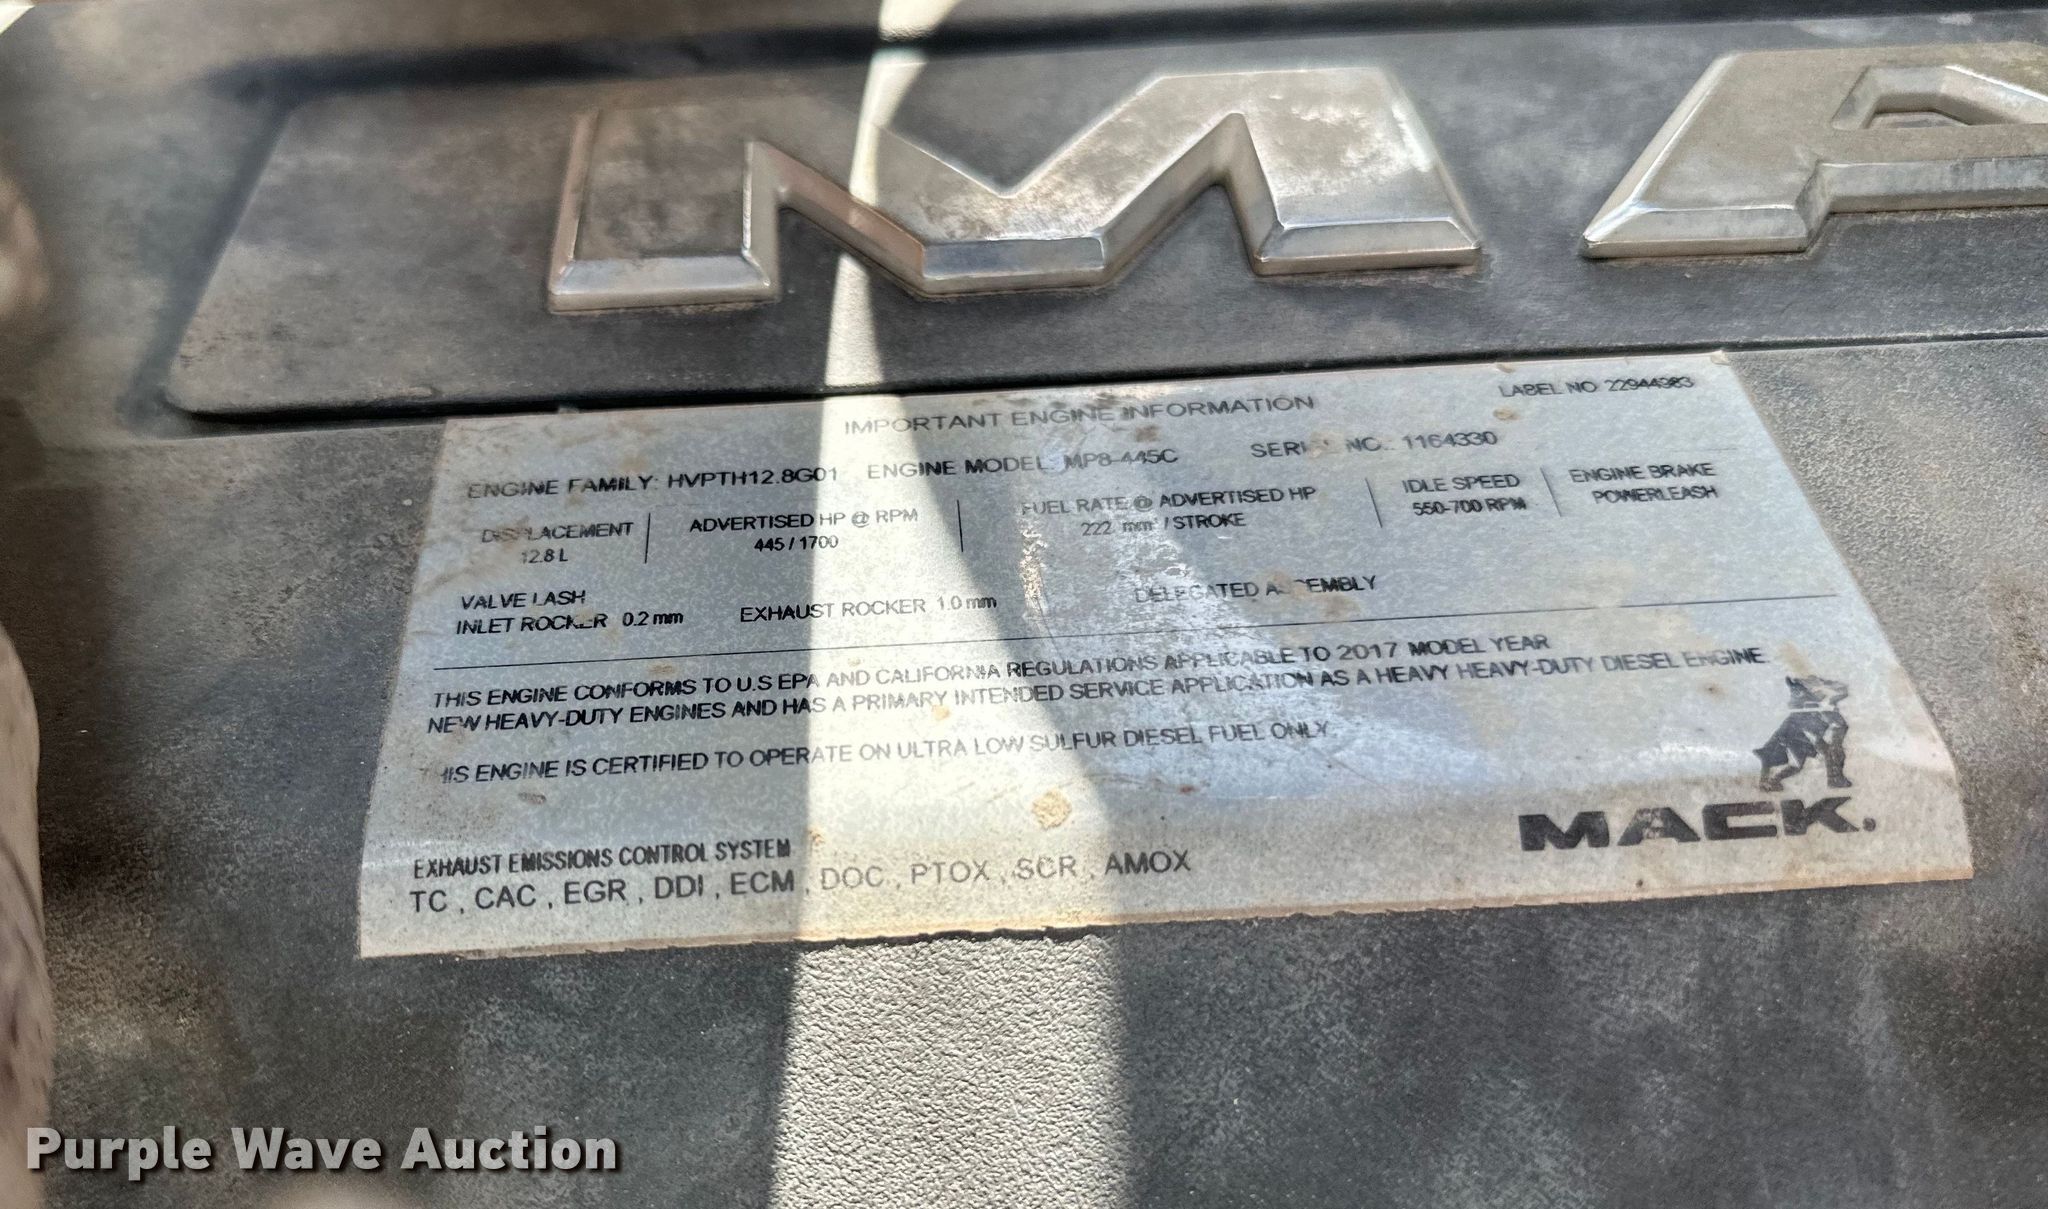 MA
IMPORTANT ENGINE INFORMATION LABEL NO 22944983
ENGINE FAMILY: HVPTH12.8G01 ENGINE MODEL: MP8-445C SERI NO.: 1164330
DISPLACEMENT ADVERTISED HP @ RPM FUEL RATE @ ADVERTISED HP IDLE SPEED ENGINE BRAKE
12.8 L 445 / 1700 222 mm³ / STROKE 550-700 RPM POWERLEASH
VALVE LASH
INLET ROCKER 0.2 mm EXHAUST ROCKER 1.0 mm DELEGATED ASSEMBLY
THIS ENGINE CONFORMS TO U.S EPA AND CALIFORNIA REGULATIONS APPLICABLE TO 2017 MODEL YEAR
NEW HEAVY-DUTY ENGINES AND HAS A PRIMARY INTENDED SERVICE APPLICATION AS A HEAVY HEAVY-DUTY DIESEL ENGINE.
THIS ENGINE IS CERTIFIED TO OPERATE ON ULTRA LOW SULFUR DIESEL FUEL ONLY.
EXHAUST EMISSIONS CONTROL SYSTEM
TC , CAC , EGR , DDI , ECM , DOC , PTOX , SCR , AMOX
MACK.
Purple Wave Auction